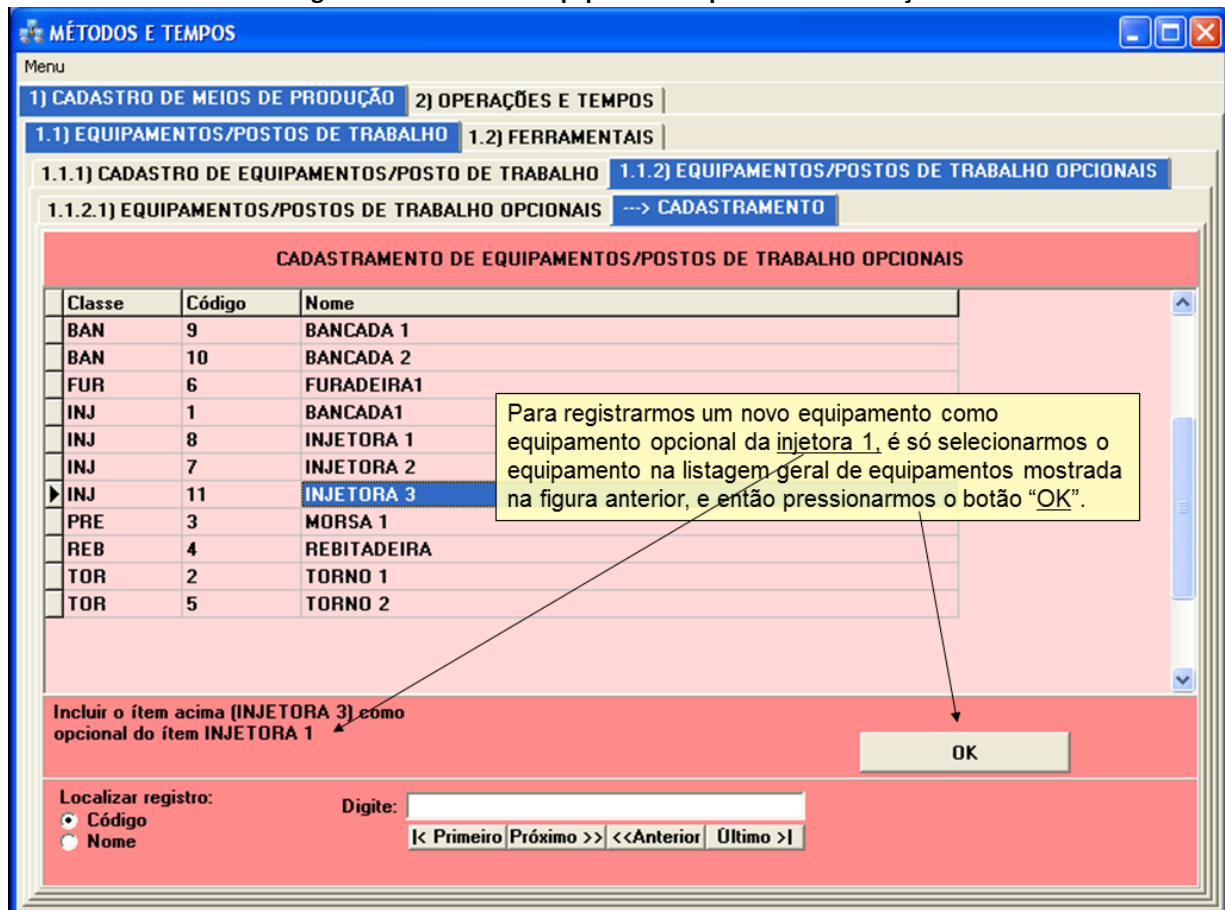 MÉTODOS E TEMPOS
Menu
1) CADASTRO DE MEIOS DE PRODUÇÃO 2) OPERAÇÕES E TEMPOS
1.1) EQUIPAMENTOS/POSTOS DE TRABALHO 1.2) FERRAMENTAIS
1.1.1) CADASTRO DE EQUIPAMENTOS/POSTO DE TRABALHO 1.1.2) EQUIPAMENTOS/POSTOS DE TRABALHO OPCIONAIS
1.1.2.1) EQUIPAMENTOS/POSTOS DE TRABALHO OPCIONAIS ---> CADASTRAMENTO
CADASTRAMENTO DE EQUIPAMENTOS/POSTOS DE TRABALHO OPCIONAIS
Classe Código Nome
BAN 9 BANCADA 1
BAN 10 BANCADA 2
FUR 6 FURADEIRA1
INJ 1 BANCADA1
INJ 8 INJETORA 1
INJ 7 INJETORA 2
INJ 11 INJETORA 3
PRE 3 MORSA 1
REB 4 REBITADEIRA
TOR 2 TORNO 1
TOR 5 TORNO 2
Para registrarmos um novo equipamento como
equipamento opcional da injetora 1, é só selecionarmos o
equipamento na listagem geral de equipamentos mostrada
na figura anterior, e então pressionarmos o botão “OK”.
Incluir o ítem acima (INJETORA 3) como
opcional do ítem INJETORA 1
OK
Localizar registro:
Código
Nome
Digite:
|< Primeiro Próximo >> <<Anterior Último >|